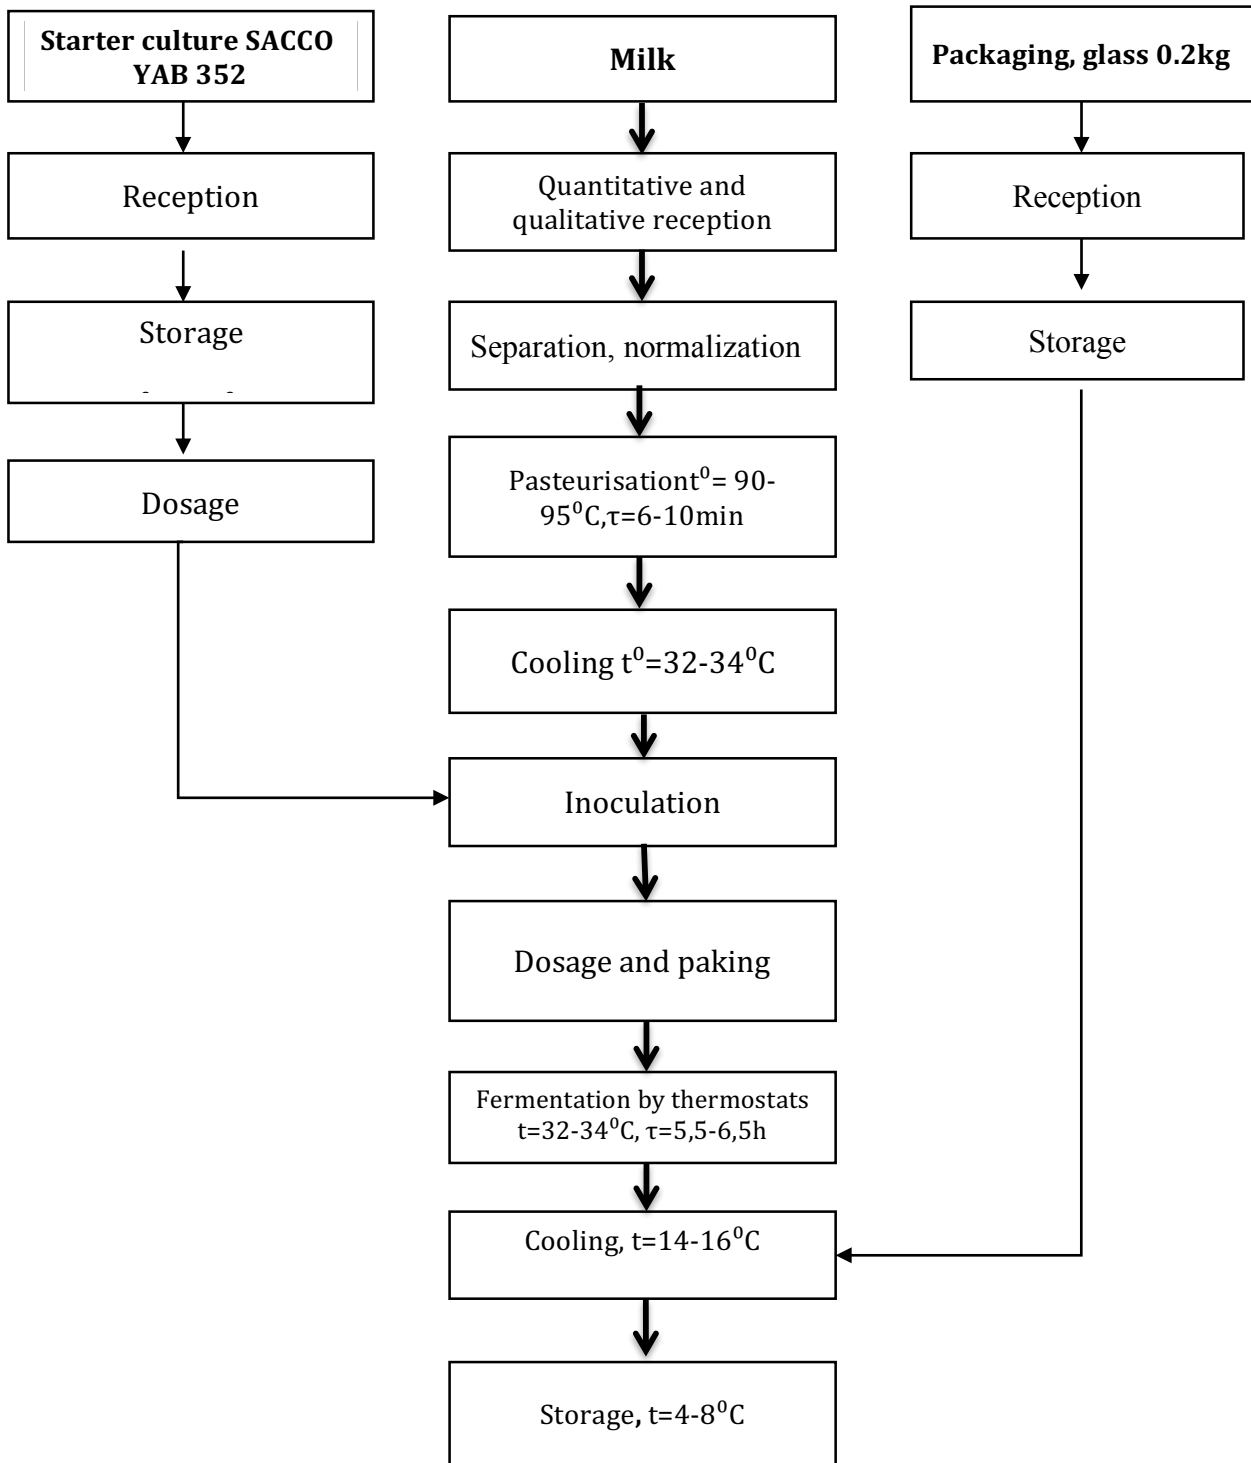 Starter culture SACCO
YAB 352
Reception
Storage
Dosage
Milk
Quantitative and
qualitative reception
Separation, normalization
Pasteurisationt⁰= 90-
95⁰C,τ=6-10min
Cooling t⁰=32-34⁰C
Inoculation
Dosage and paking
Fermentation by thermostats
t=32-34⁰C, τ=5,5-6,5h
Cooling, t=14-16⁰C
Storage, t=4-8⁰C
Packaging, glass 0.2kg
Reception
Storage